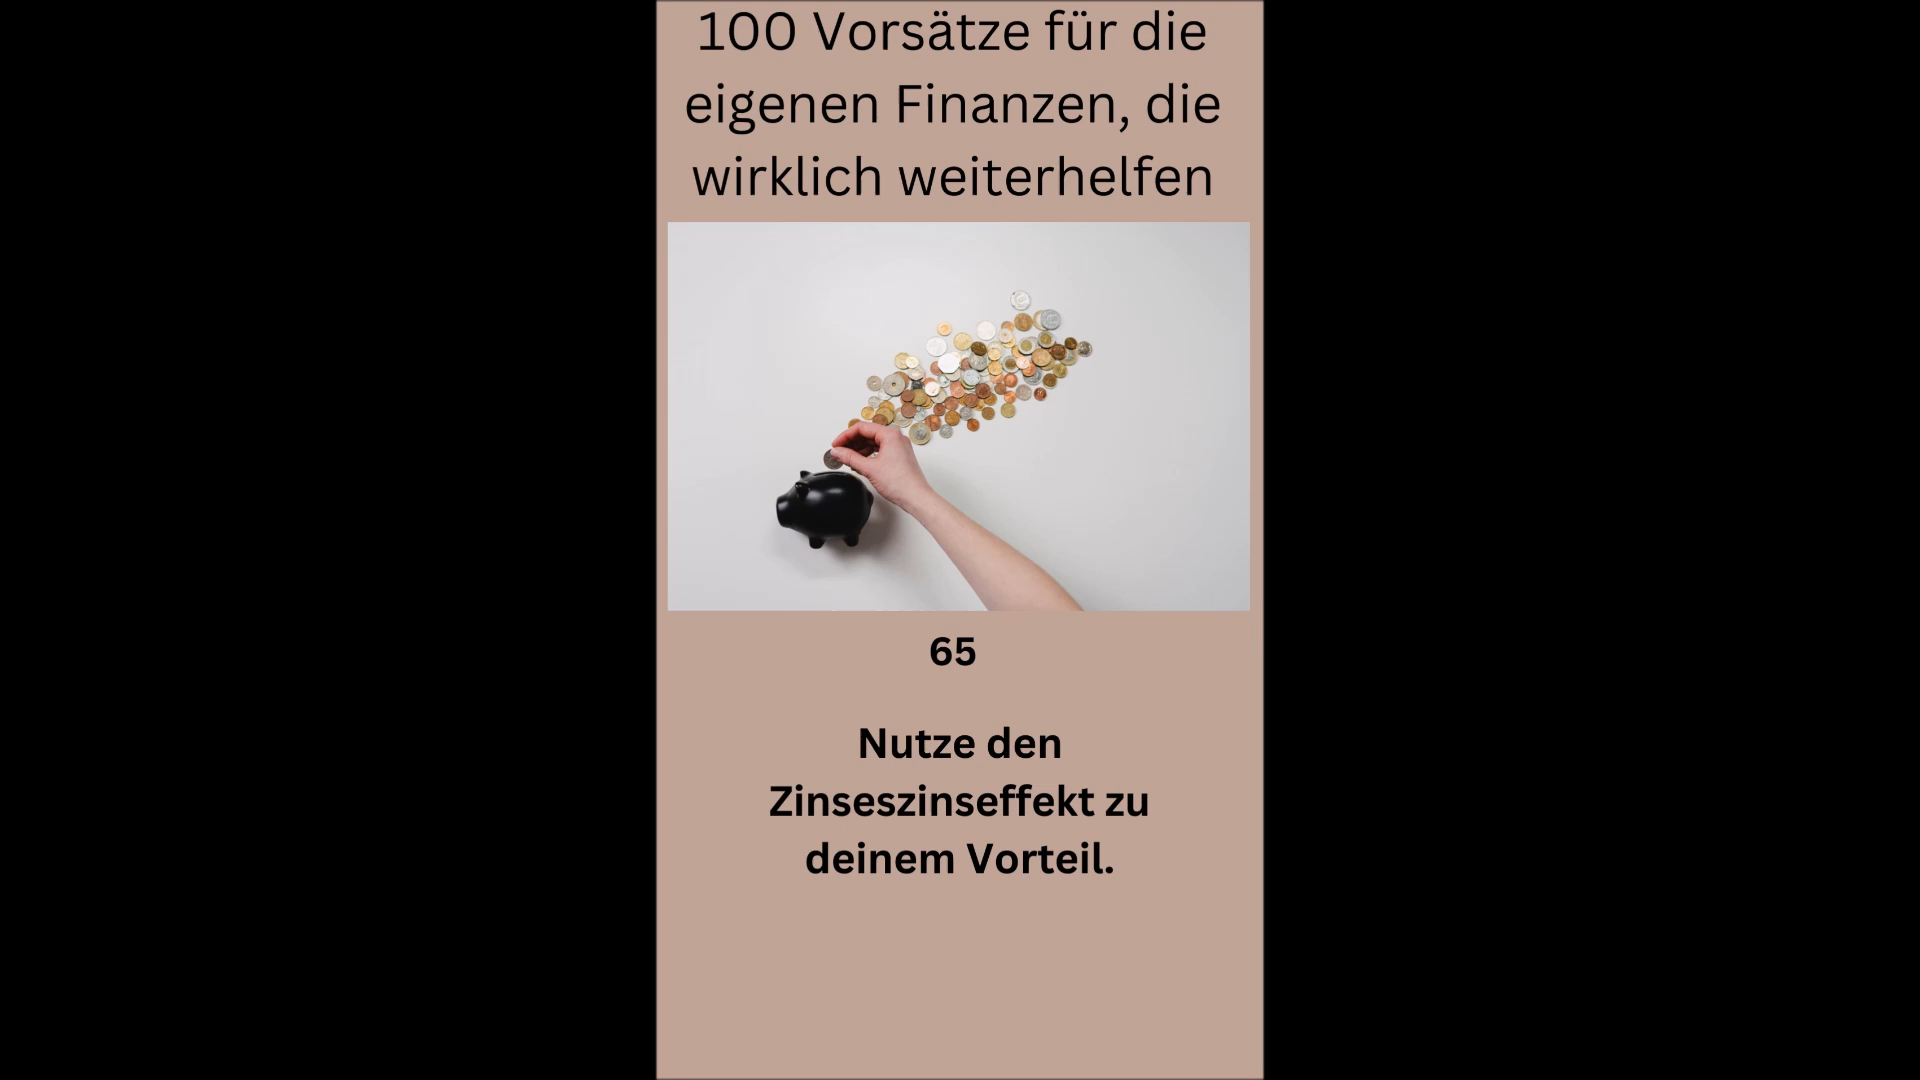 100 Vorsätze für die
eigenen Finanzen, die
wirklich weiterhelfen
65
Nutze den
Zinseszinseffekt zu
deinem Vorteil.